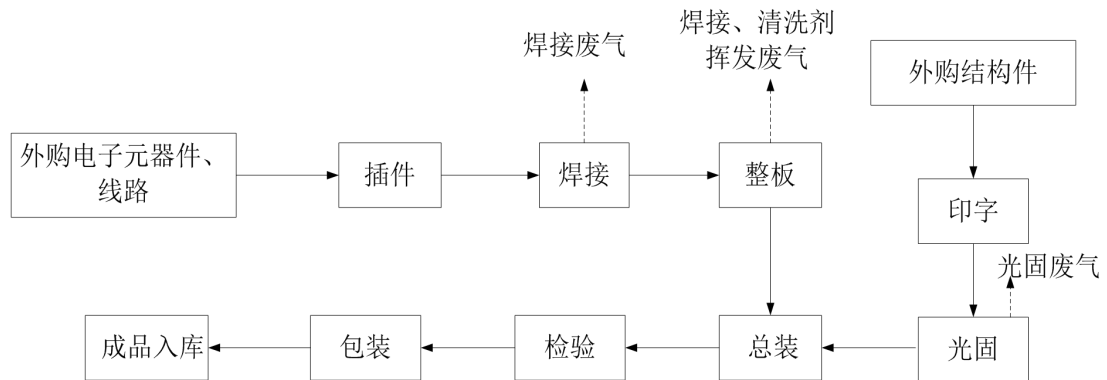 焊接废气
焊接、清洗剂
挥发废气
外购结构件
外购电子元器件、
线路
插件
焊接
整板
印字
光固废气
成品入库
包装
检验
总装
光固